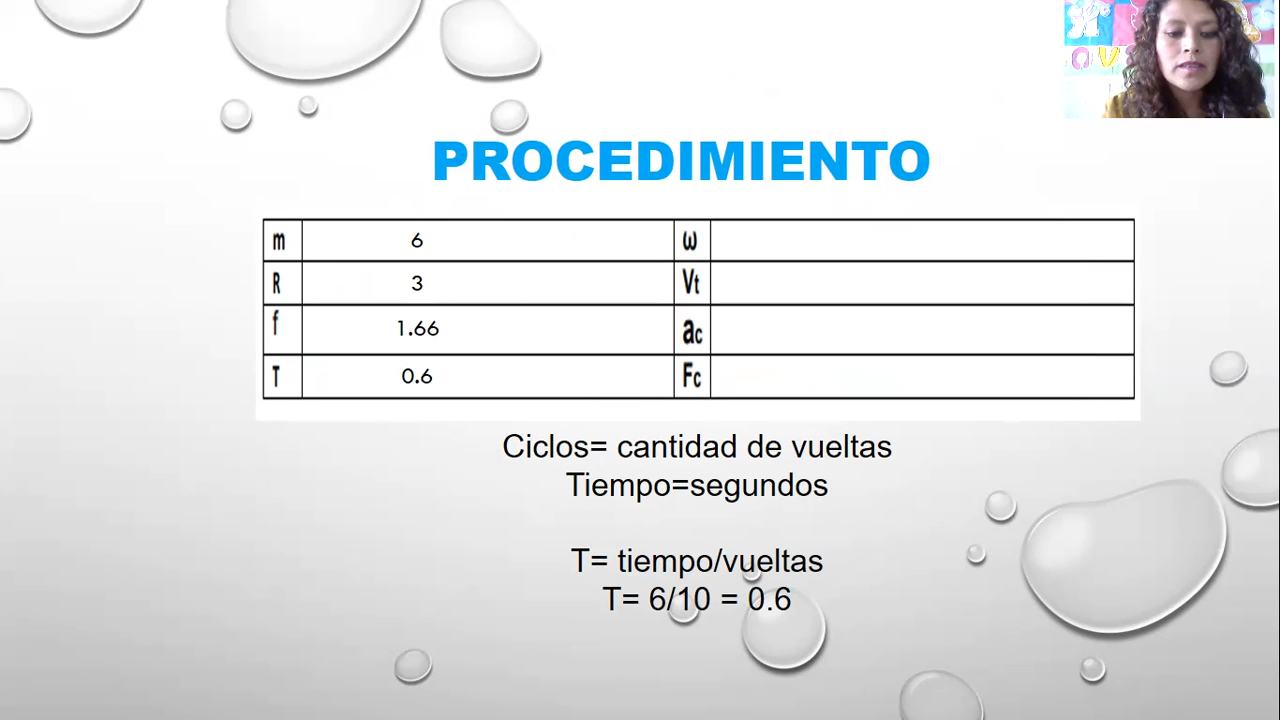 PROCEDIMIENTO
m 6 ω
R 3 Vt
f 1.66 ac
T 0.6 Fc
Ciclos= cantidad de vueltas
Tiempo=segundos
T= tiempo/vueltas
T= 6/10 = 0.6